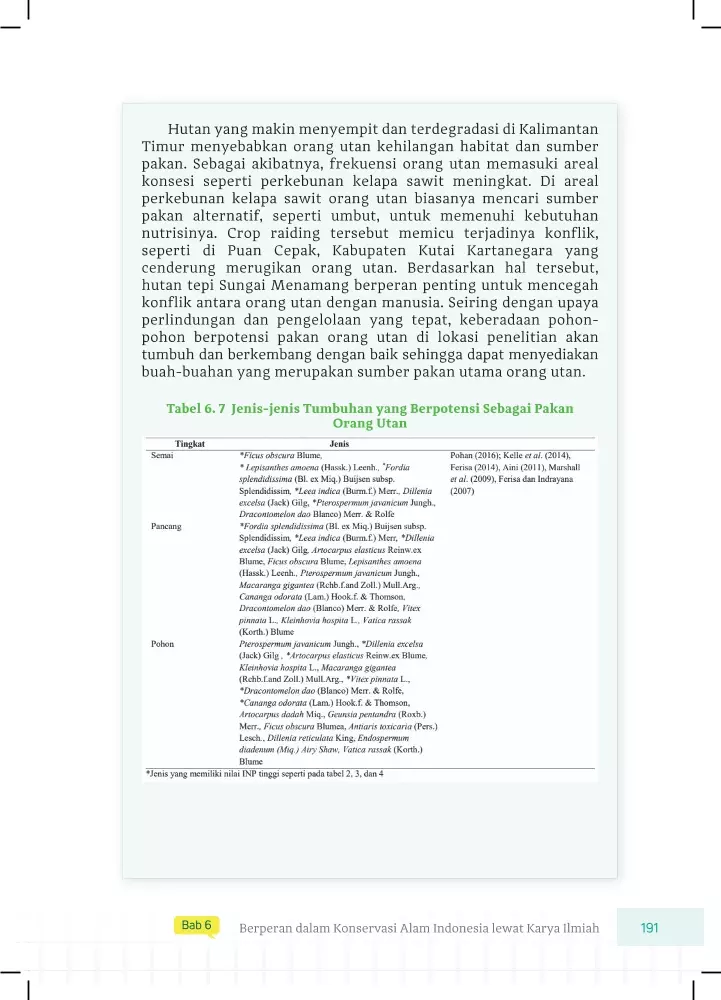 Hutan yang makin menyempit dan terdegradasi di Kalimantan
Timur menyebabkan orang utan kehilangan habitat dan sumber
pakan. Sebagai akibatnya, frekuensi orang utan memasuki areal
konsesi seperti perkebunan kelapa sawit meningkat. Di areal
perkebunan kelapa sawit orang utan biasanya mencari sumber
pakan alternatif, seperti umbut, untuk memenuhi kebutuhan
nutrisinya. Crop raiding tersebut memicu terjadinya konflik,
seperti di Puan Cepak, Kabupaten Kutai Kartanegara yang
cenderung merugikan orang utan. Berdasarkan hal tersebut,
hutan tepi Sungai Menamang berperan penting untuk mencegah
konflik antara orang utan dengan manusia. Seiring dengan upaya
perlindungan dan pengelolaan yang tepat, keberadaan pohon-
pohon berpotensi pakan orang utan di lokasi penelitian akan
tumbuh dan berkembang dengan baik sehingga dapat menyediakan
buah-buahan yang merupakan sumber pakan utama orang utan.
Tabel 6. 7 Jenis-jenis Tumbuhan yang Berpotensi Sebagai Pakan
Orang Utan
Tingkat Jenis
Semai *Ficus obscura Blume, Pohan (2016); Kelle et al. (2014),
* Lepisanthes amoena (Hassk.) Leenh., *Fordia Ferisa (2014), Aini (2011), Marshall
splendidissima (Bl. ex Miq.) Buijsen subsp. et al. (2009), Ferisa dan Indrayana
Splendidissim, *Leea indica (Burm.f.) Merr., Dillenia (2007)
excelsa (Jack) Gilg, *Pterospermum javanicum Jungh.,
Dracontomelon dao Blanco) Merr. & Rolfe
Pancang *Fordia splendidissima (Bl. ex Miq.) Buijsen subsp.
Splendidissim, *Leea indica (Burm.f.) Merr, *Dillenia
excelsa (Jack) Gilg, Artocarpus elasticus Reinw.ex
Blume, Ficus obscura Blume, Lepisanthes amoena
(Hassk.) Leenh., Pterospermum javanicum Jungh.,
Macaranga gigantea (Rchb.f.and Zoll.) Mull.Arg.,
Cananga odorata (Lam.) Hook.f. & Thomson,
Dracontomelon dao (Blanco) Merr. & Rolfe, Vitex
pinnata L., Kleinhovia hospita L., Vatica rassak
(Korth.) Blume
Pohon Pterospermum javanicum Jungh., *Dillenia excelsa
(Jack) Gilg , *Artocarpus elasticus Reinw.ex Blume,
Kleinhovia hospita L., Macaranga gigantea
(Rchb.f.and Zoll.) Mull.Arg., *Vitex pinnata L.,
*Dracontomelon dao (Blanco) Merr. & Rolfe,
*Cananga odorata (Lam.) Hook.f. & Thomson,
Artocarpus dadah Miq., Geunsia pentandra (Roxb.)
Merr., Ficus obscura Blumea, Antiaris toxicaria (Pers.)
Lesch., Dillenia reticulata King, Endospermum
diadenum (Miq.) Airy Shaw, Vatica rassak (Korth.)
Blume
*Jenis yang memiliki nilai INP tinggi seperti pada tabel 2, 3, dan 4
Bab 6 Berperan dalam Konservasi Alam Indonesia lewat Karya Ilmiah 191